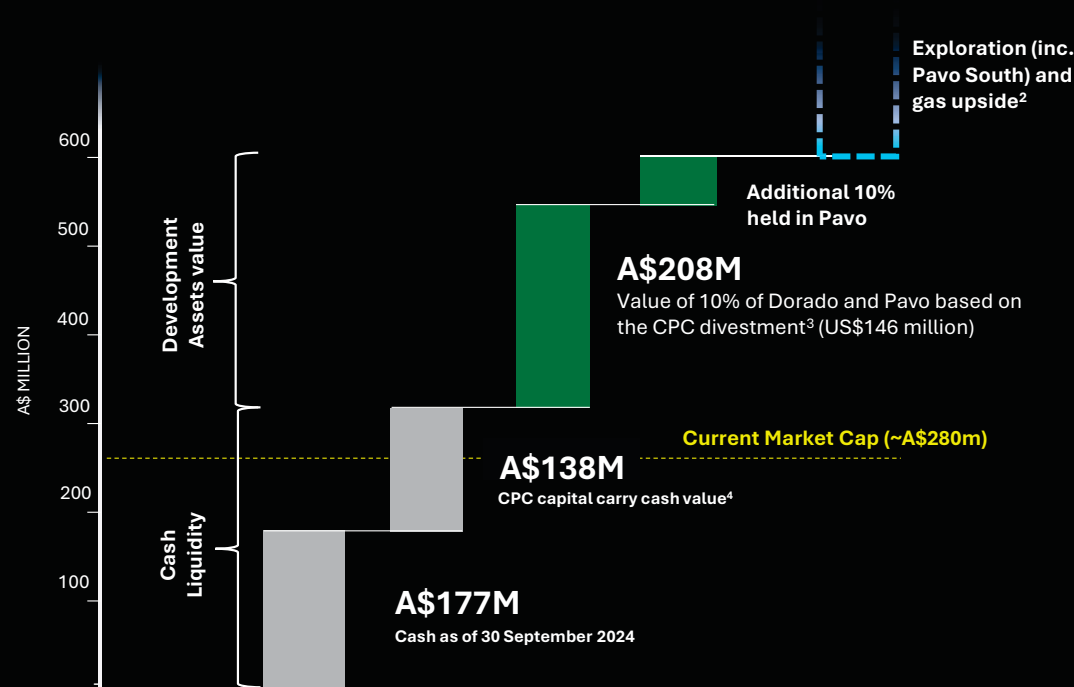 Exploration (inc.
Pavo South) and
gas upside²
600
500
400
300
200
100
A$ MILLION
Development
Assets value
Cash
Liquidity
Additional 10%
held in Pavo
A$208M
Value of 10% of Dorado and Pavo based on
the CPC divestment³ (US$146 million)
Current Market Cap (~A$280m)
A$138M
CPC capital carry cash value⁴
A$177M
Cash as of 30 September 2024